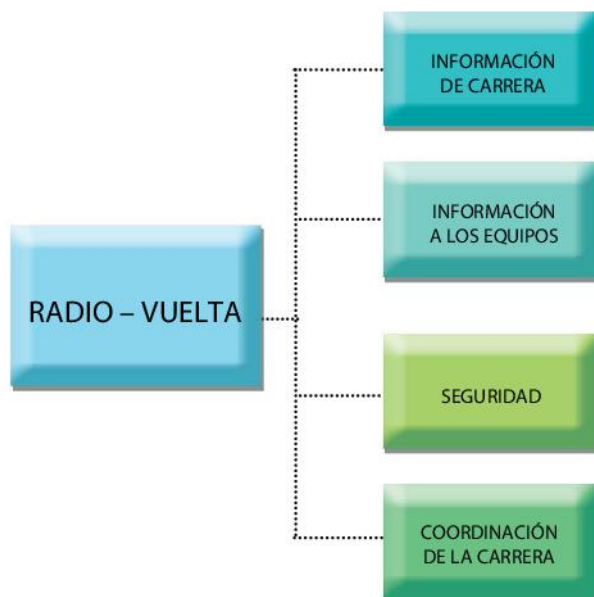 RADIO – VUELTA
INFORMACIÓN
DE CARRERA
INFORMACIÓN
A LOS EQUIPOS
SEGURIDAD
COORDINACIÓN
DE LA CARRERA